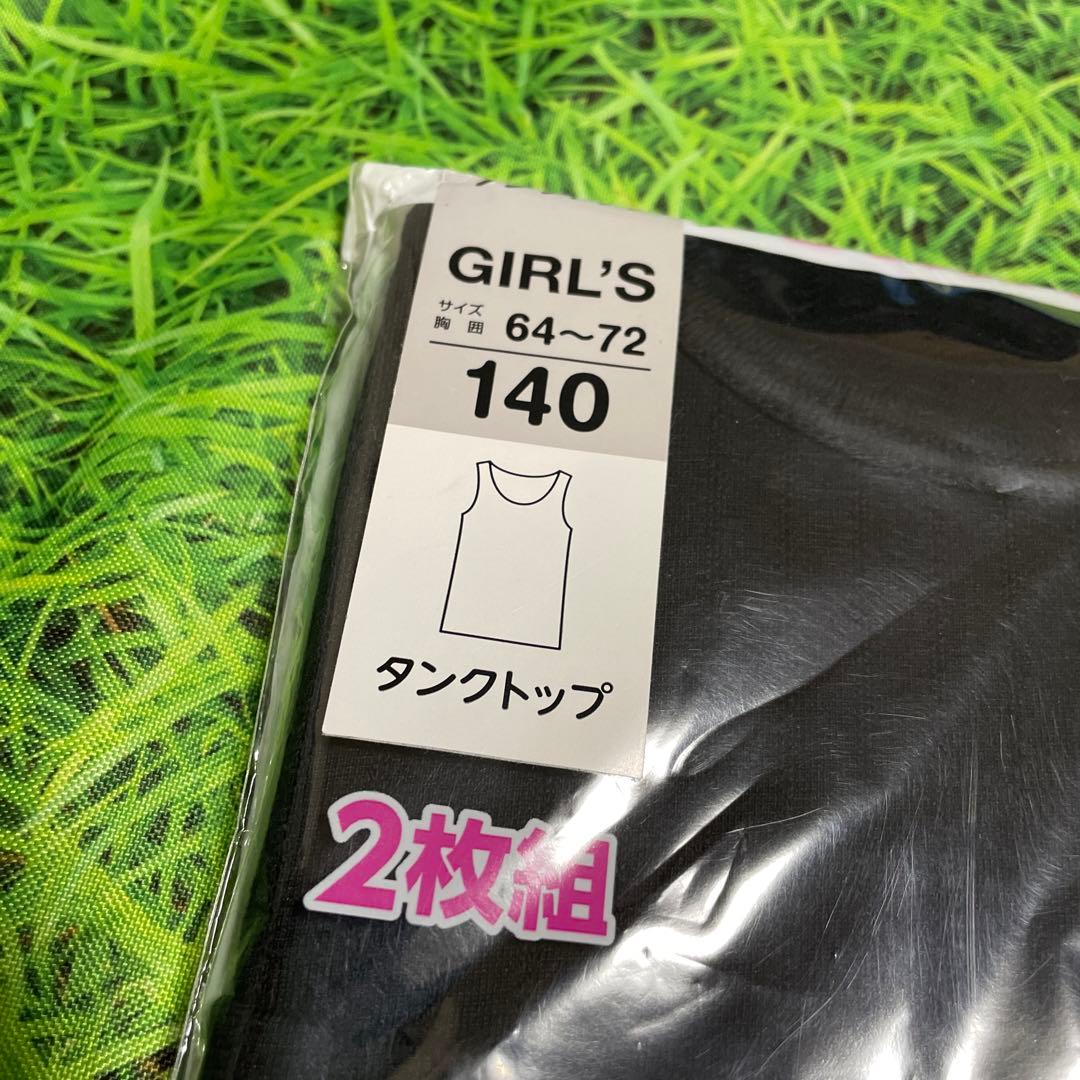 GIRL'S
サイズ
胸囲 64〜72
140
タンクトップ
2枚組